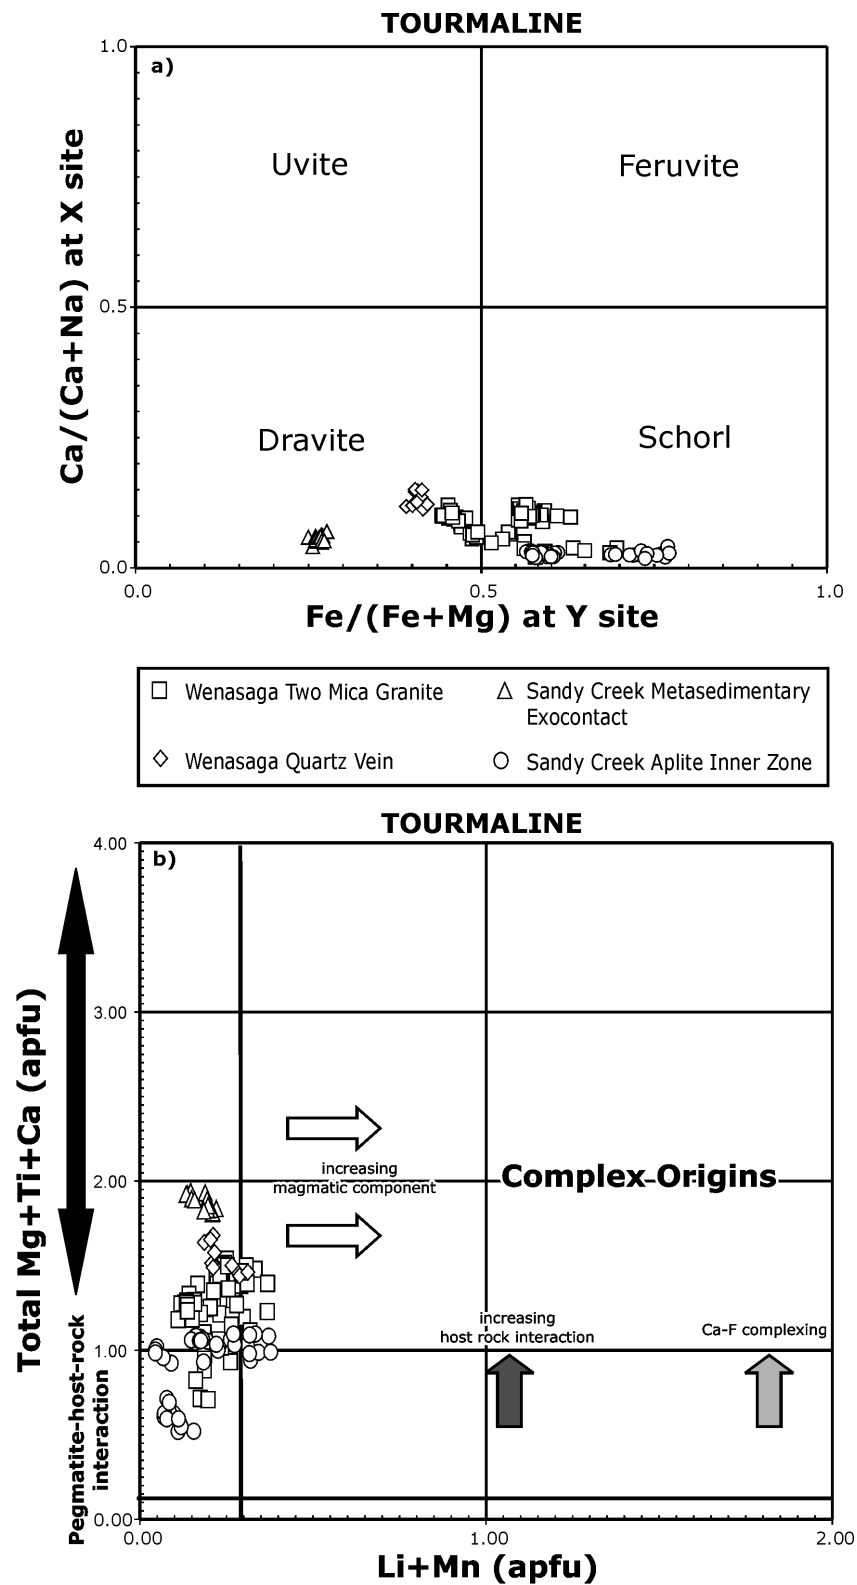 TOURMALINE
a)
1.0
Uvite
Feruvite
Ca/(Ca+Na) at X site
0.5
Dravite
Schorl
0.0
0.0
0.5
1.0
Fe/(Fe+Mg) at Y site
Wenasaga Two Mica Granite
Sandy Creek Metasedimentary
Exocontact
Wenasaga Quartz Vein
Sandy Creek Aplite Inner Zone
TOURMALINE
b)
4.00
3.00
Total Mg+Ti+Ca (apfu)
increasing
magmatic component
2.00
Complex Origins
increasing
host rock interaction
Ca-F complexing
1.00
Pegmatite-host-rock
interaction
0.00
0.00
1.00
2.00
Li+Mn (apfu)